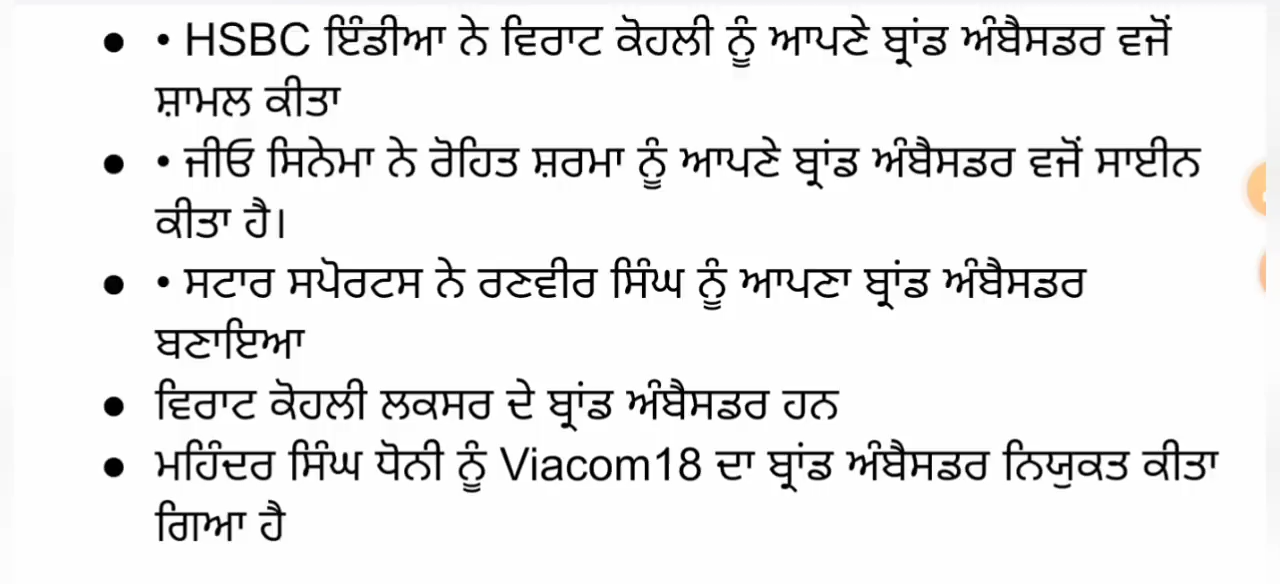 ● • HSBC ਇੰਡੀਆ ਨੇ ਵਿਰਾਟ ਕੋਹਲੀ ਨੂੰ ਆਪਣੇ ਬ੍ਰਾਂਡ ਅੰਬੈਸਡਰ ਵਜੋਂ
ਸ਼ਾਮਲ ਕੀਤਾ
● • ਜੀਓ ਸਿਨੇਮਾ ਨੇ ਰੋਹਿਤ ਸ਼ਰਮਾ ਨੂੰ ਆਪਣੇ ਬ੍ਰਾਂਡ ਅੰਬੈਸਡਰ ਵਜੋਂ ਸਾਈਨ
ਕੀਤਾ ਹੈ।
● • ਸਟਾਰ ਸਪੋਰਟਸ ਨੇ ਰਣਵੀਰ ਸਿੰਘ ਨੂੰ ਆਪਣਾ ਬ੍ਰਾਂਡ ਅੰਬੈਸਡਰ
ਬਣਾਇਆ
● ਵਿਰਾਟ ਕੋਹਲੀ ਲਕਸਰ ਦੇ ਬ੍ਰਾਂਡ ਅੰਬੈਸਡਰ ਹਨ
● ਮਹਿੰਦਰ ਸਿੰਘ ਧੋਨੀ ਨੂੰ Viacom18 ਦਾ ਬ੍ਰਾਂਡ ਅੰਬੈਸਡਰ ਨਿਯੁਕਤ ਕੀਤਾ
ਗਿਆ ਹੈ